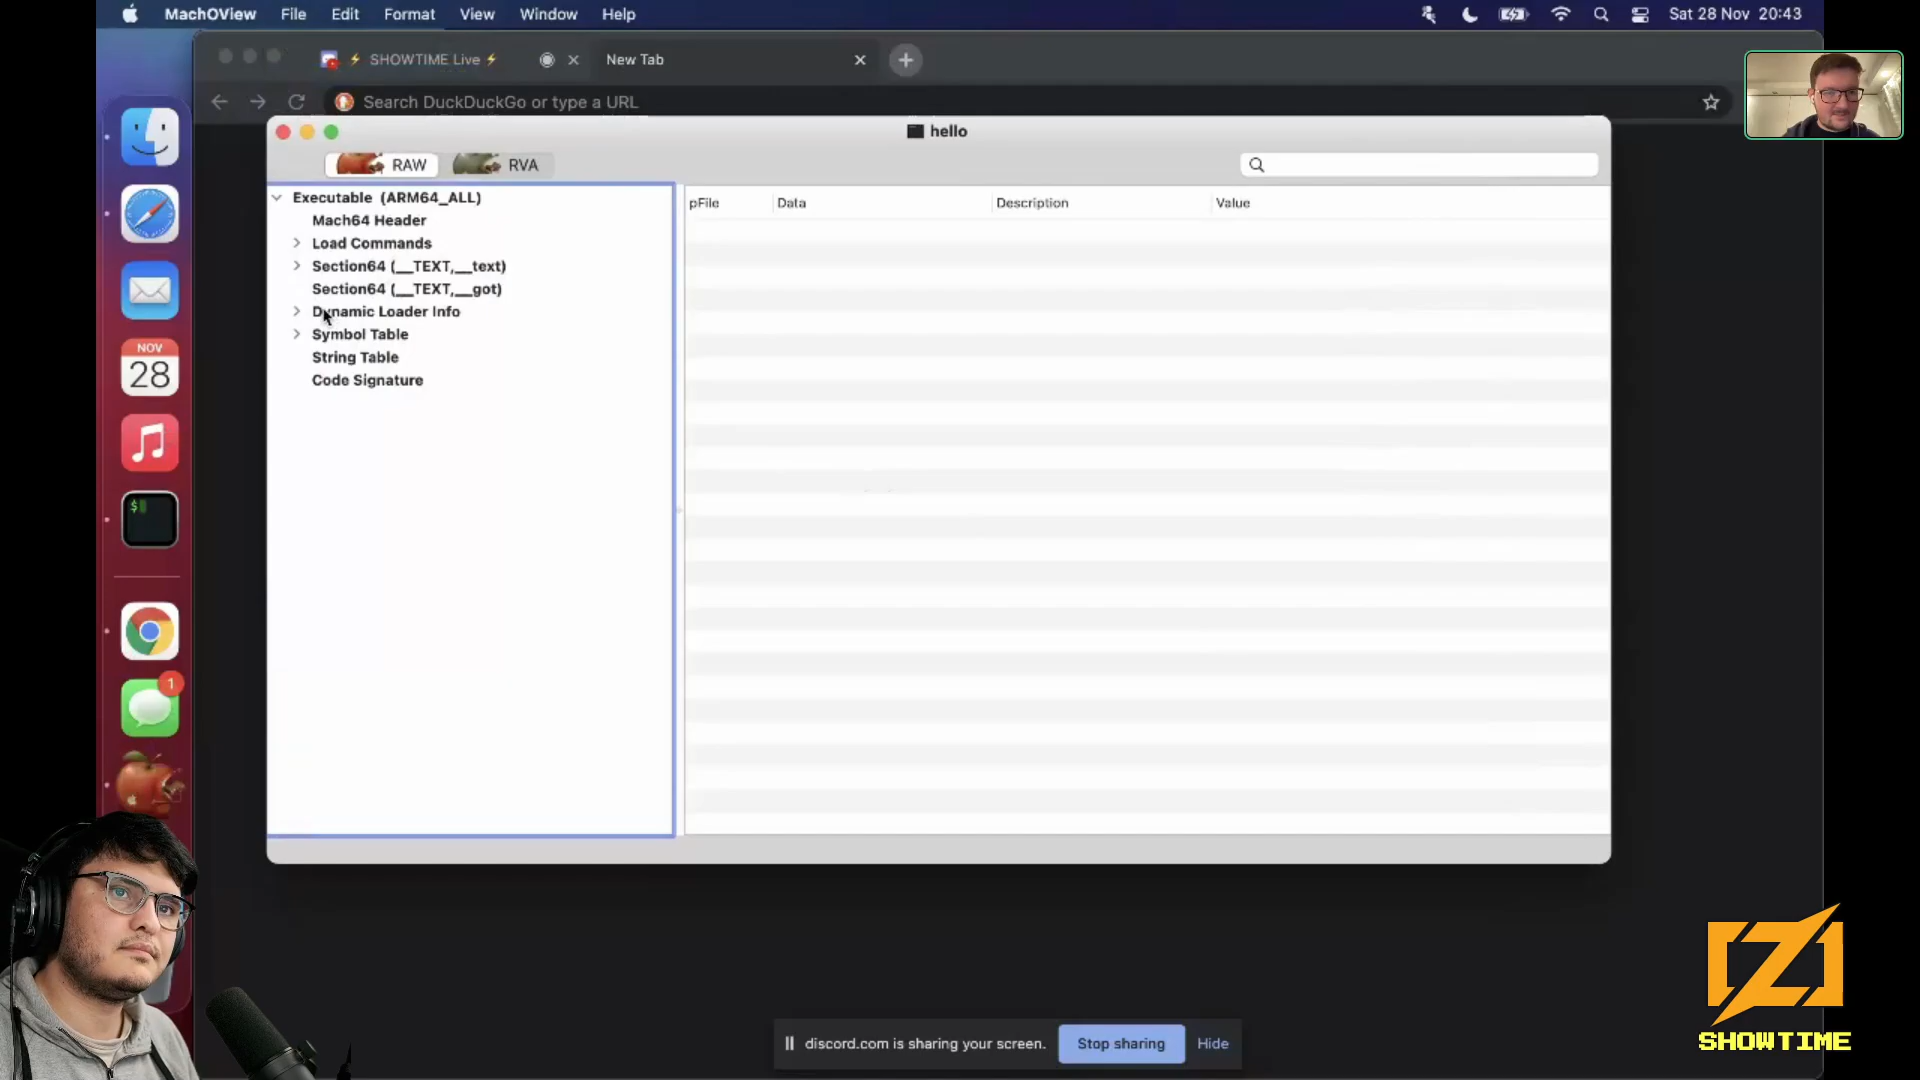 MachOView File Edit Format View Window Help Sat 28 Nov 20:43
⚡ SHOWTIME Live ⚡ New Tab
Search DuckDuckGo or type a URL
hello
RAW RVA
Executable (ARM64_ALL)
Mach64 Header
Load Commands
Section64 (__TEXT,__text)
Section64 (__TEXT,__got)
Dynamic Loader Info
Symbol Table
String Table
Code Signature
pFile Data Description Value
NOV
28
$
1
discord.com is sharing your screen. Stop sharing Hide
SHOWTIME